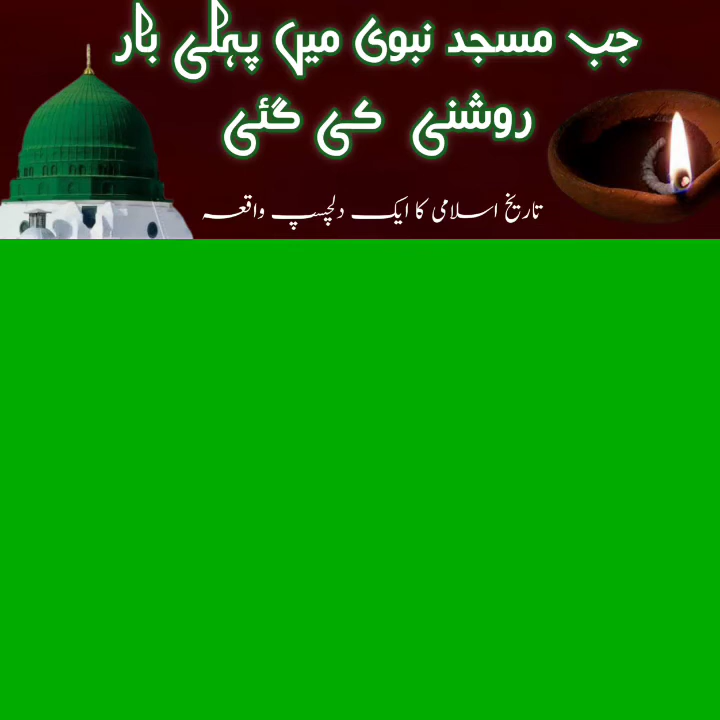 جب مسجد نبوی میں پہلی بار
روشنی کی گئی
تاریخ اسلامی کا ایک دلچسپ واقعہ